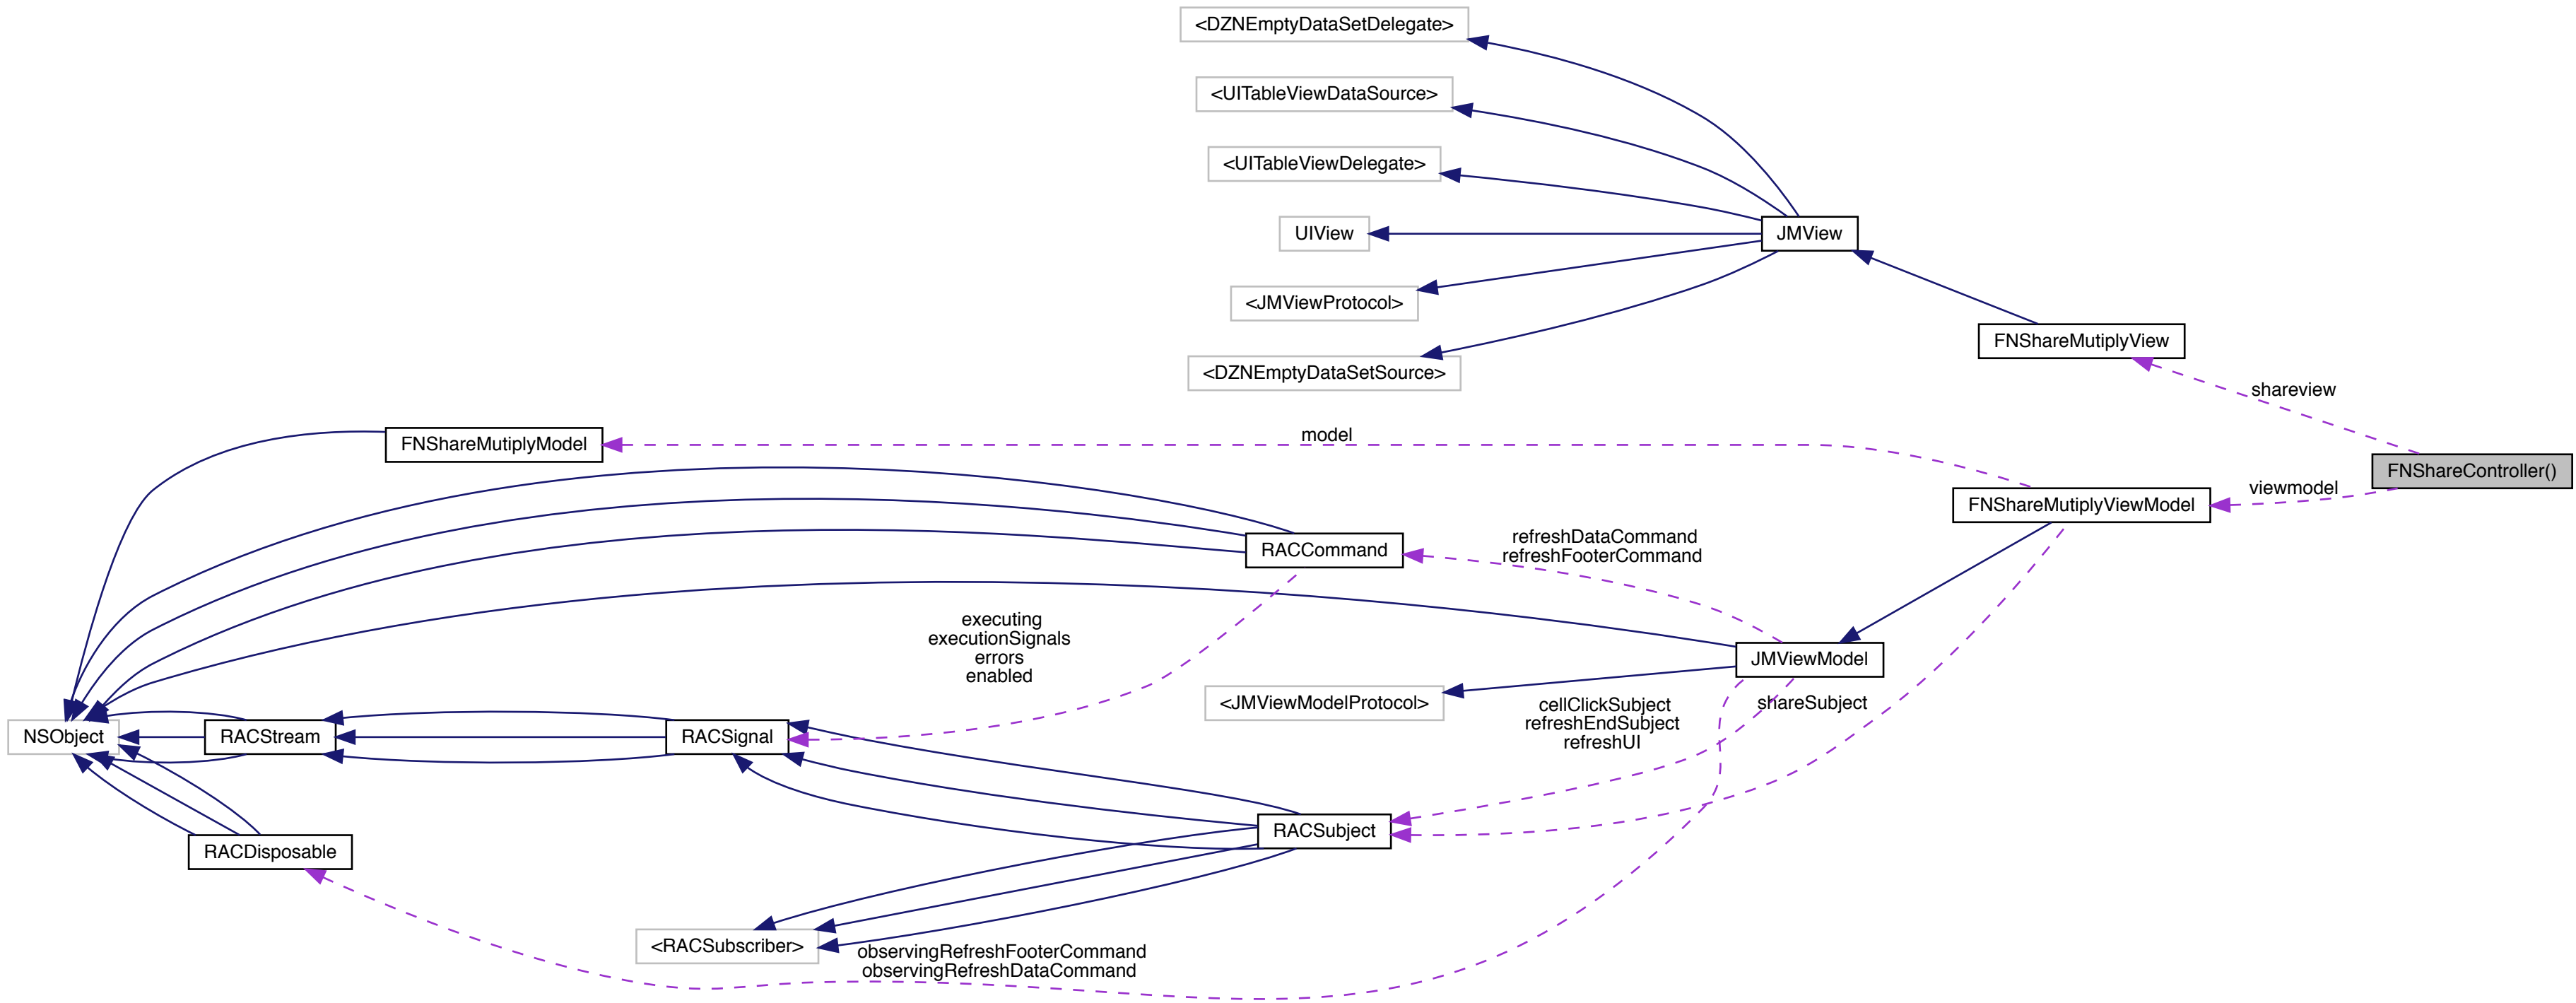 <DZNEmptyDataSetDelegate>
<UITableViewDataSource>
<UITableViewDelegate>
UIView
JMView
<JMViewProtocol>
FNShareMutiplyView
<DZNEmptyDataSetSource>
shareview
model
FNShareMutiplyModel
FNShareController()
viewmodel
FNShareMutiplyViewModel
refreshDataCommand
refreshFooterCommand
RACCommand
executing
executionSignals
errors
enabled
JMViewModel
<JMViewModelProtocol>
cellClickSubject
refreshEndSubject
refreshUI
shareSubject
NSObject
RACStream
RACSignal
RACSubject
RACDisposable
<RACSubscriber>
observingRefreshFooterCommand
observingRefreshDataCommand